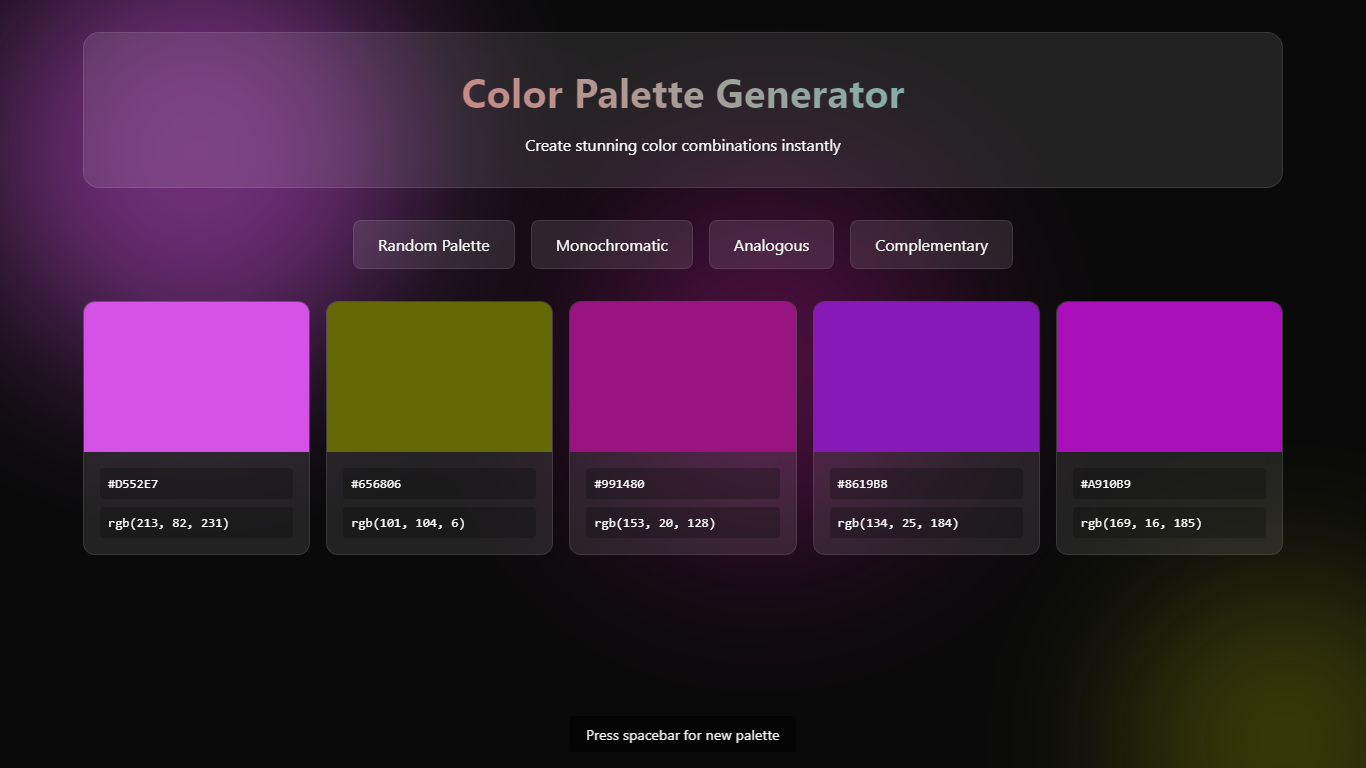 Color Palette Generator
Create stunning color combinations instantly
Random Palette
Monochromatic
Analogous
Complementary
#D552E7
rgb(213, 82, 231)
#656806
rgb(101, 104, 6)
#991480
rgb(153, 20, 128)
#8619B8
rgb(134, 25, 184)
#A910B9
rgb(169, 16, 185)
Press spacebar for new palette